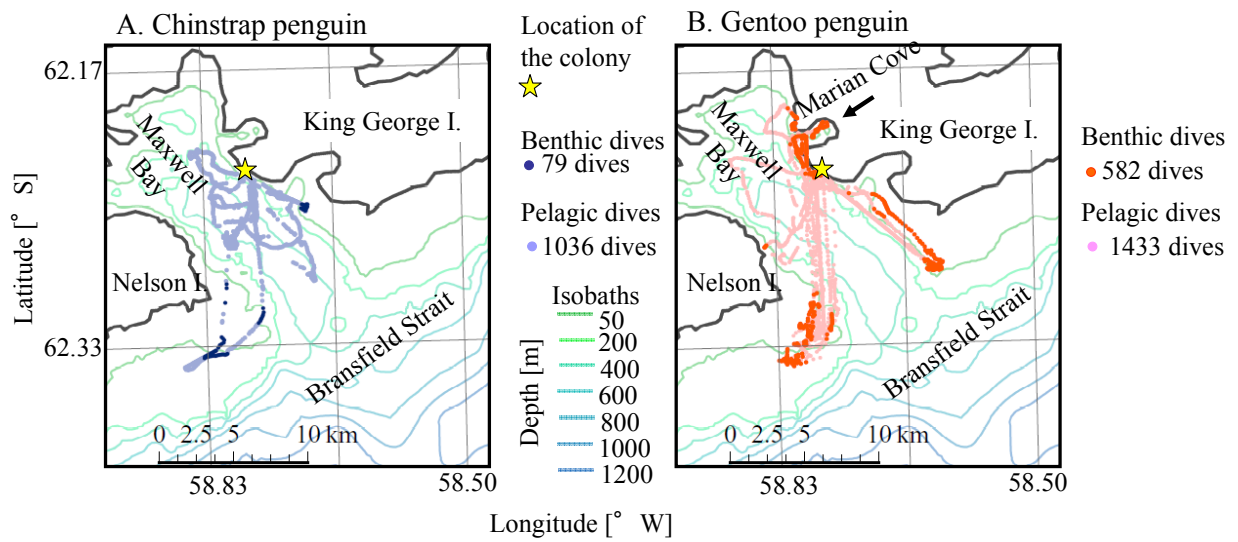 A. Chinstrap penguin
62.17
Maxwell
Bay
King George I.
Nelson I.
Bransfield Strait
62.33
0 2.5 5 10 km
58.83
58.50
Latitude [° S]
Longitude [° W]
Location of
the colony
Benthic dives
79 dives
Pelagic dives
1036 dives
Isobaths
Depth [m]
50
200
400
600
800
1000
1200
B. Gentoo penguin
Marian Cove
Maxwell
Bay
King George I.
Nelson I.
Bransfield Strait
0 2.5 5 10 km
58.83
58.50
Benthic dives
582 dives
Pelagic dives
1433 dives